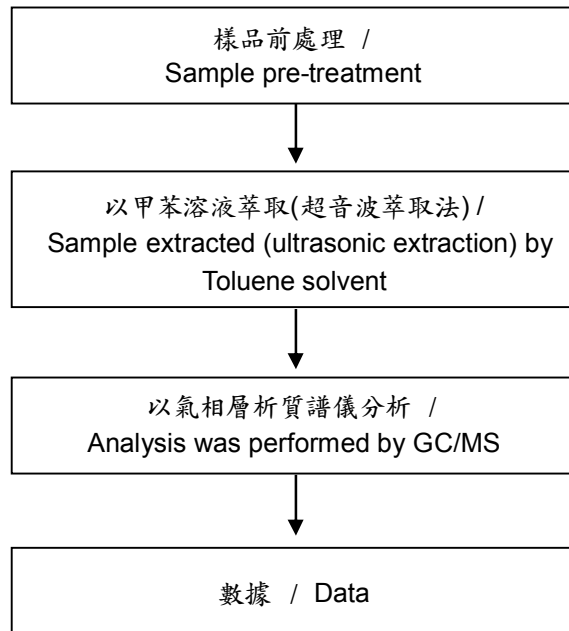 樣品前處理 /
Sample pre-treatment
以甲苯溶液萃取(超音波萃取法) /
Sample extracted (ultrasonic extraction) by
Toluene solvent
以氣相層析質譜儀分析 /
Analysis was performed by GC/MS
數據 / Data